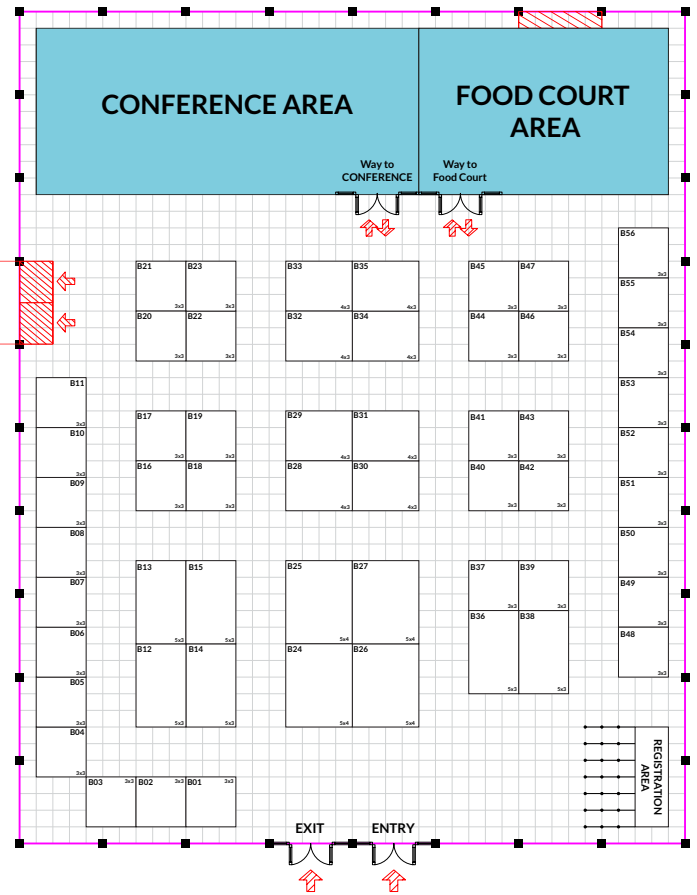 CONFERENCE AREA
FOOD COURT
AREA
Way to
CONFERENCE
Way to
Food Court
B56
3x3
B21
B23
B33
B35
B45
B47
B55
3x3
3x3
4x3
4x3
3x3
3x3
B20
B22
B32
B34
B44
B46
3x3
B54
3x3
3x3
4x3
4x3
3x3
3x3
3x3
B11
B53
3x3
B17
B19
B29
B31
B41
B43
3x3
B10
B52
3x3
3x3
4x3
4x3
3x3
3x3
B16
B18
B28
B30
B40
B42
3x3
3x3
B09
B51
3x3
3x3
4x3
4x3
3x3
3x3
3x3
3x3
B08
B50
B13
B15
B25
B27
B37
B39
3x3
3x3
B07
B49
3x3
3x3
B36
B38
3x3
3x3
B06
B48
5x3
5x3
5x4
5x4
B12
B14
B24
B26
3x3
3x3
B05
5x3
5x3
3x3
5x3
5x3
5x4
5x4
B04
3x3
B03
3x3
B02
3x3
B01
3x3
REGISTRATION
AREA
EXIT
ENTRY